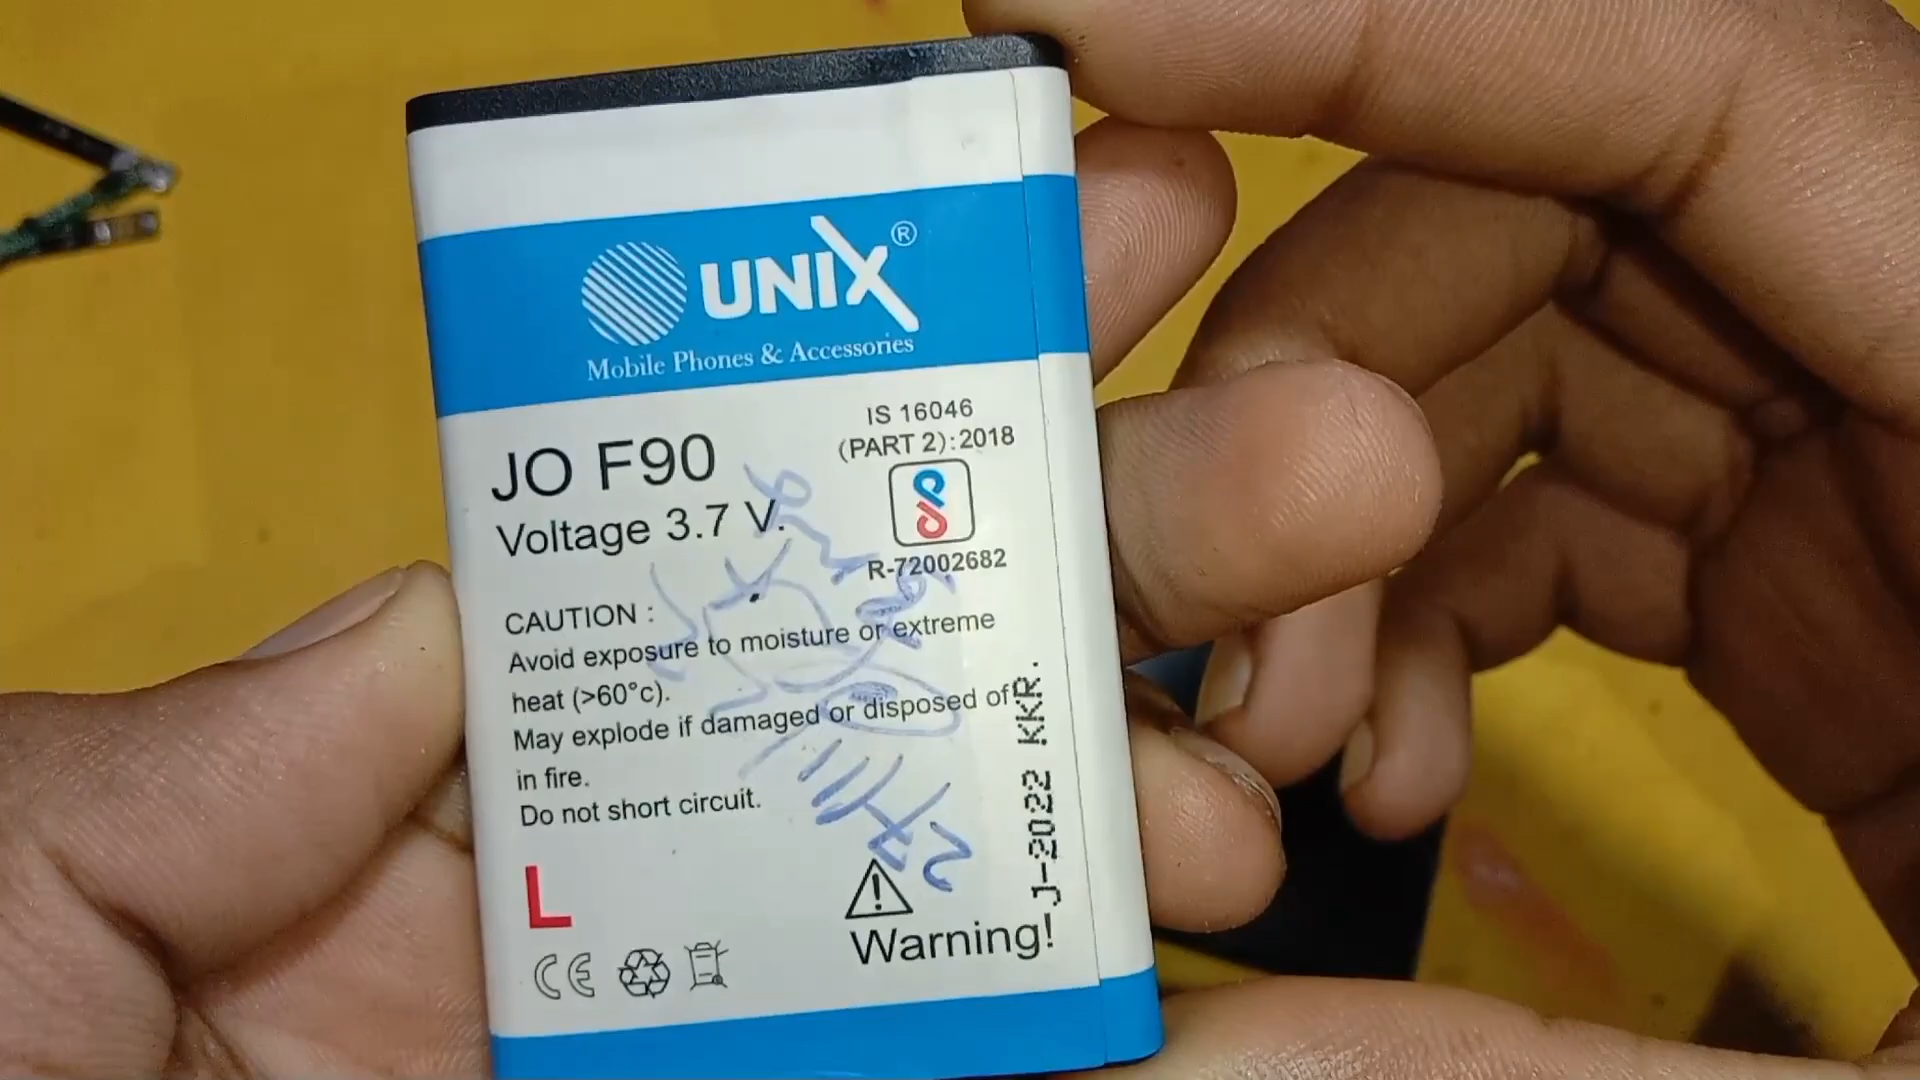 UNIX®
Mobile Phones & Accessories
IS 16046
(PART 2):2018
JO F90
Voltage 3.7 V.
R-72002682
CAUTION :
Avoid exposure to moisture or extreme
heat (>60°c).
May explode if damaged or disposed of
in fire.
Do not short circuit.
J-2022 KKR.
L
Warning!
CE